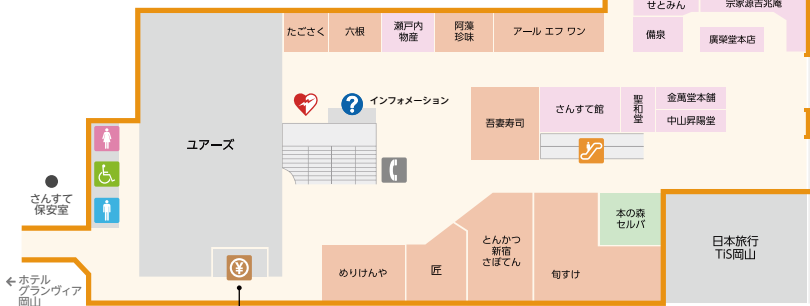 せとみん
宗家源吉兆庵
たごさく
六根
瀬戸内
物産
阿藻
珍味
アール エフ ワン
備泉
廣榮堂本店
インフォメーション
吾妻寿司
さんすて館
聖和堂
金萬堂本舗
中山昇陽堂
ユアーズ
さんすて
保安室
本の森
セルバ
とんかつ
新宿
さぼてん
日本旅行
TiS岡山
めりけんや
匠
旬すけ
ホテル
グランヴィア
岡山